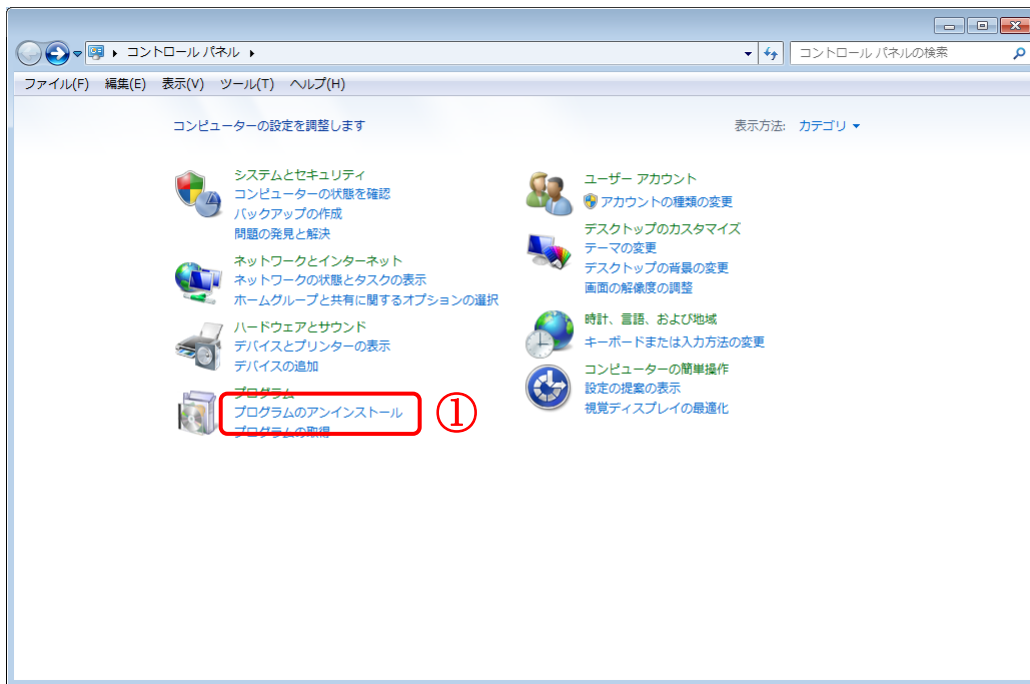 コントロール パネル
コントロール パネルの検索
ファイル(F) 編集(E) 表示(V) ツール(T) ヘルプ(H)
コンピューターの設定を調整します
表示方法: カテゴリ
システムとセキュリティ
コンピューターの状態を確認
バックアップの作成
問題の発見と解決
ネットワークとインターネット
ネットワークの状態とタスクの表示
ホームグループと共有に関するオプションの選択
ハードウェアとサウンド
デバイスとプリンターの表示
デバイスの追加
プログラム
プログラムのアンインストール
①
プログラムの取得
ユーザー アカウント
アカウントの種類の変更
デスクトップのカスタマイズ
テーマの変更
デスクトップの背景の変更
画面の解像度の調整
時計、言語、および地域
キーボードまたは入力方法の変更
コンピューターの簡単操作
設定の提案の表示
視覚ディスプレイの最適化